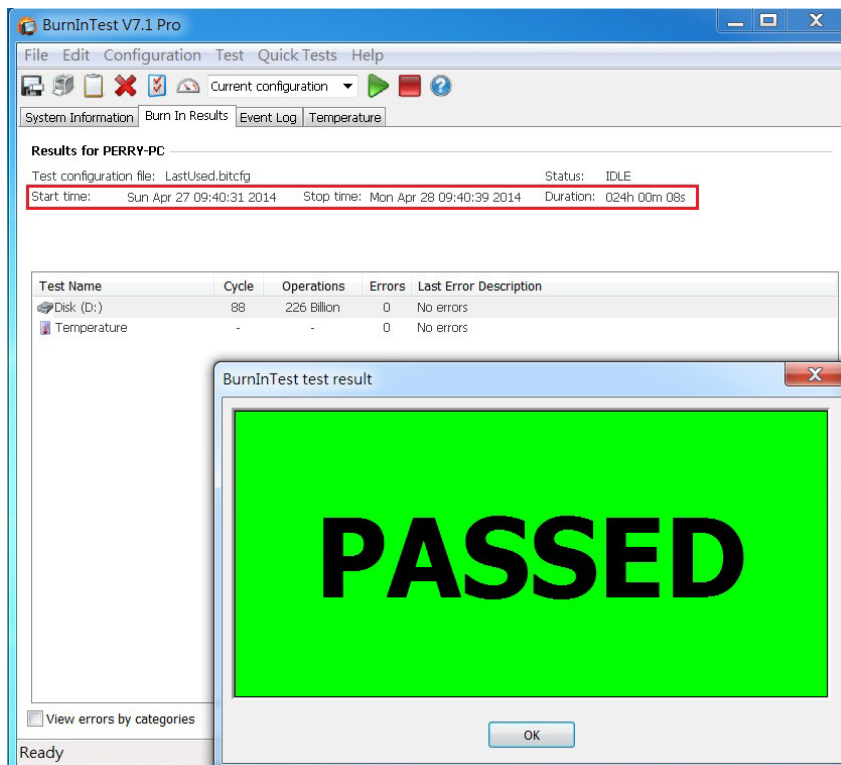 BurnInTest V7.1 Pro
File Edit Configuration Test Quick Tests Help
Current configuration
System Information Burn In Results Event Log Temperature
Results for PERRY-PC
Test configuration file: LastUsed.bitcfg Status: IDLE
Start time: Sun Apr 27 09:40:31 2014 Stop time: Mon Apr 28 09:40:39 2014 Duration: 024h 00m 08s
Test Name Cycle Operations Errors Last Error Description
Disk (D:) 88 226 Billion 0 No errors
Temperature - - 0 No errors
BurnInTest test result
PASSED
OK
View errors by categories
Ready